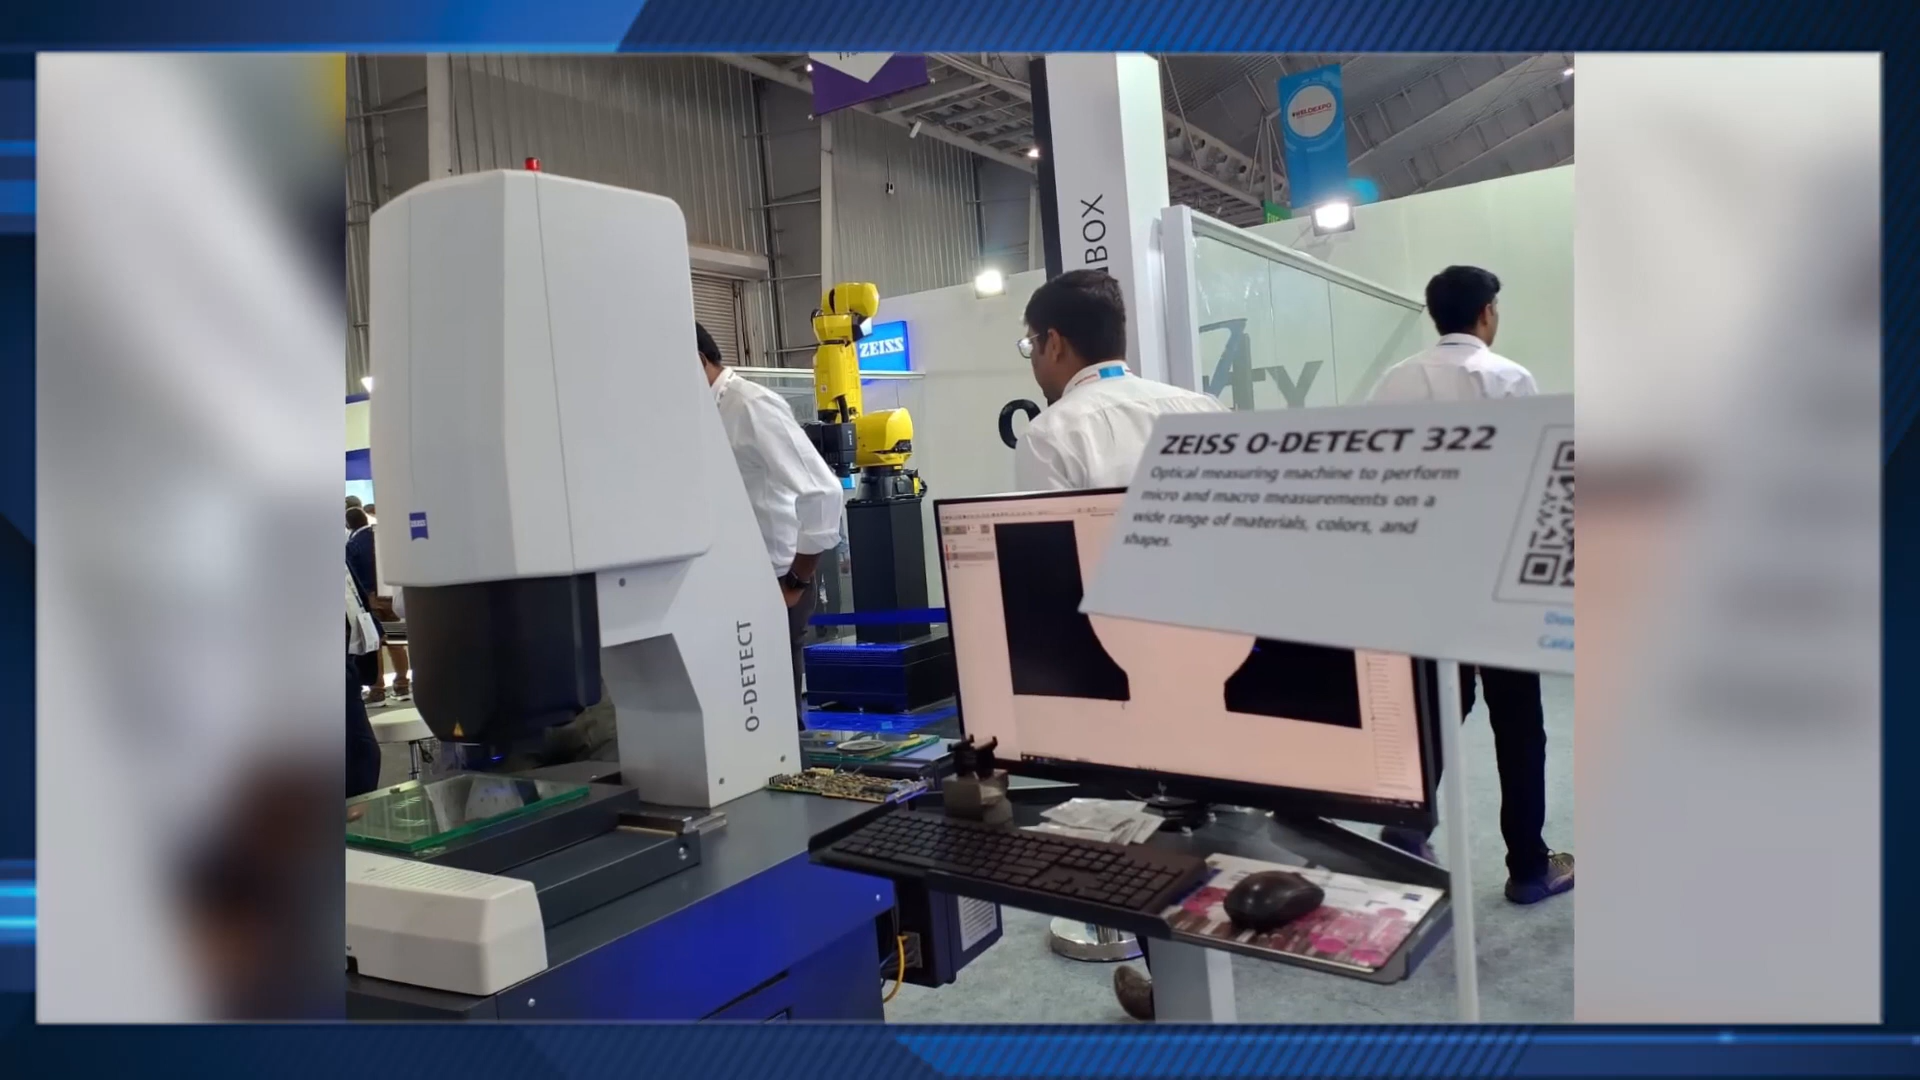 WELDEXPO
BOX
ZEISS
ZEISS O-DETECT 322
Optical measuring machine to perform
micro and macro measurements on a
wide range of materials, colors, and
shapes.
O-DETECT